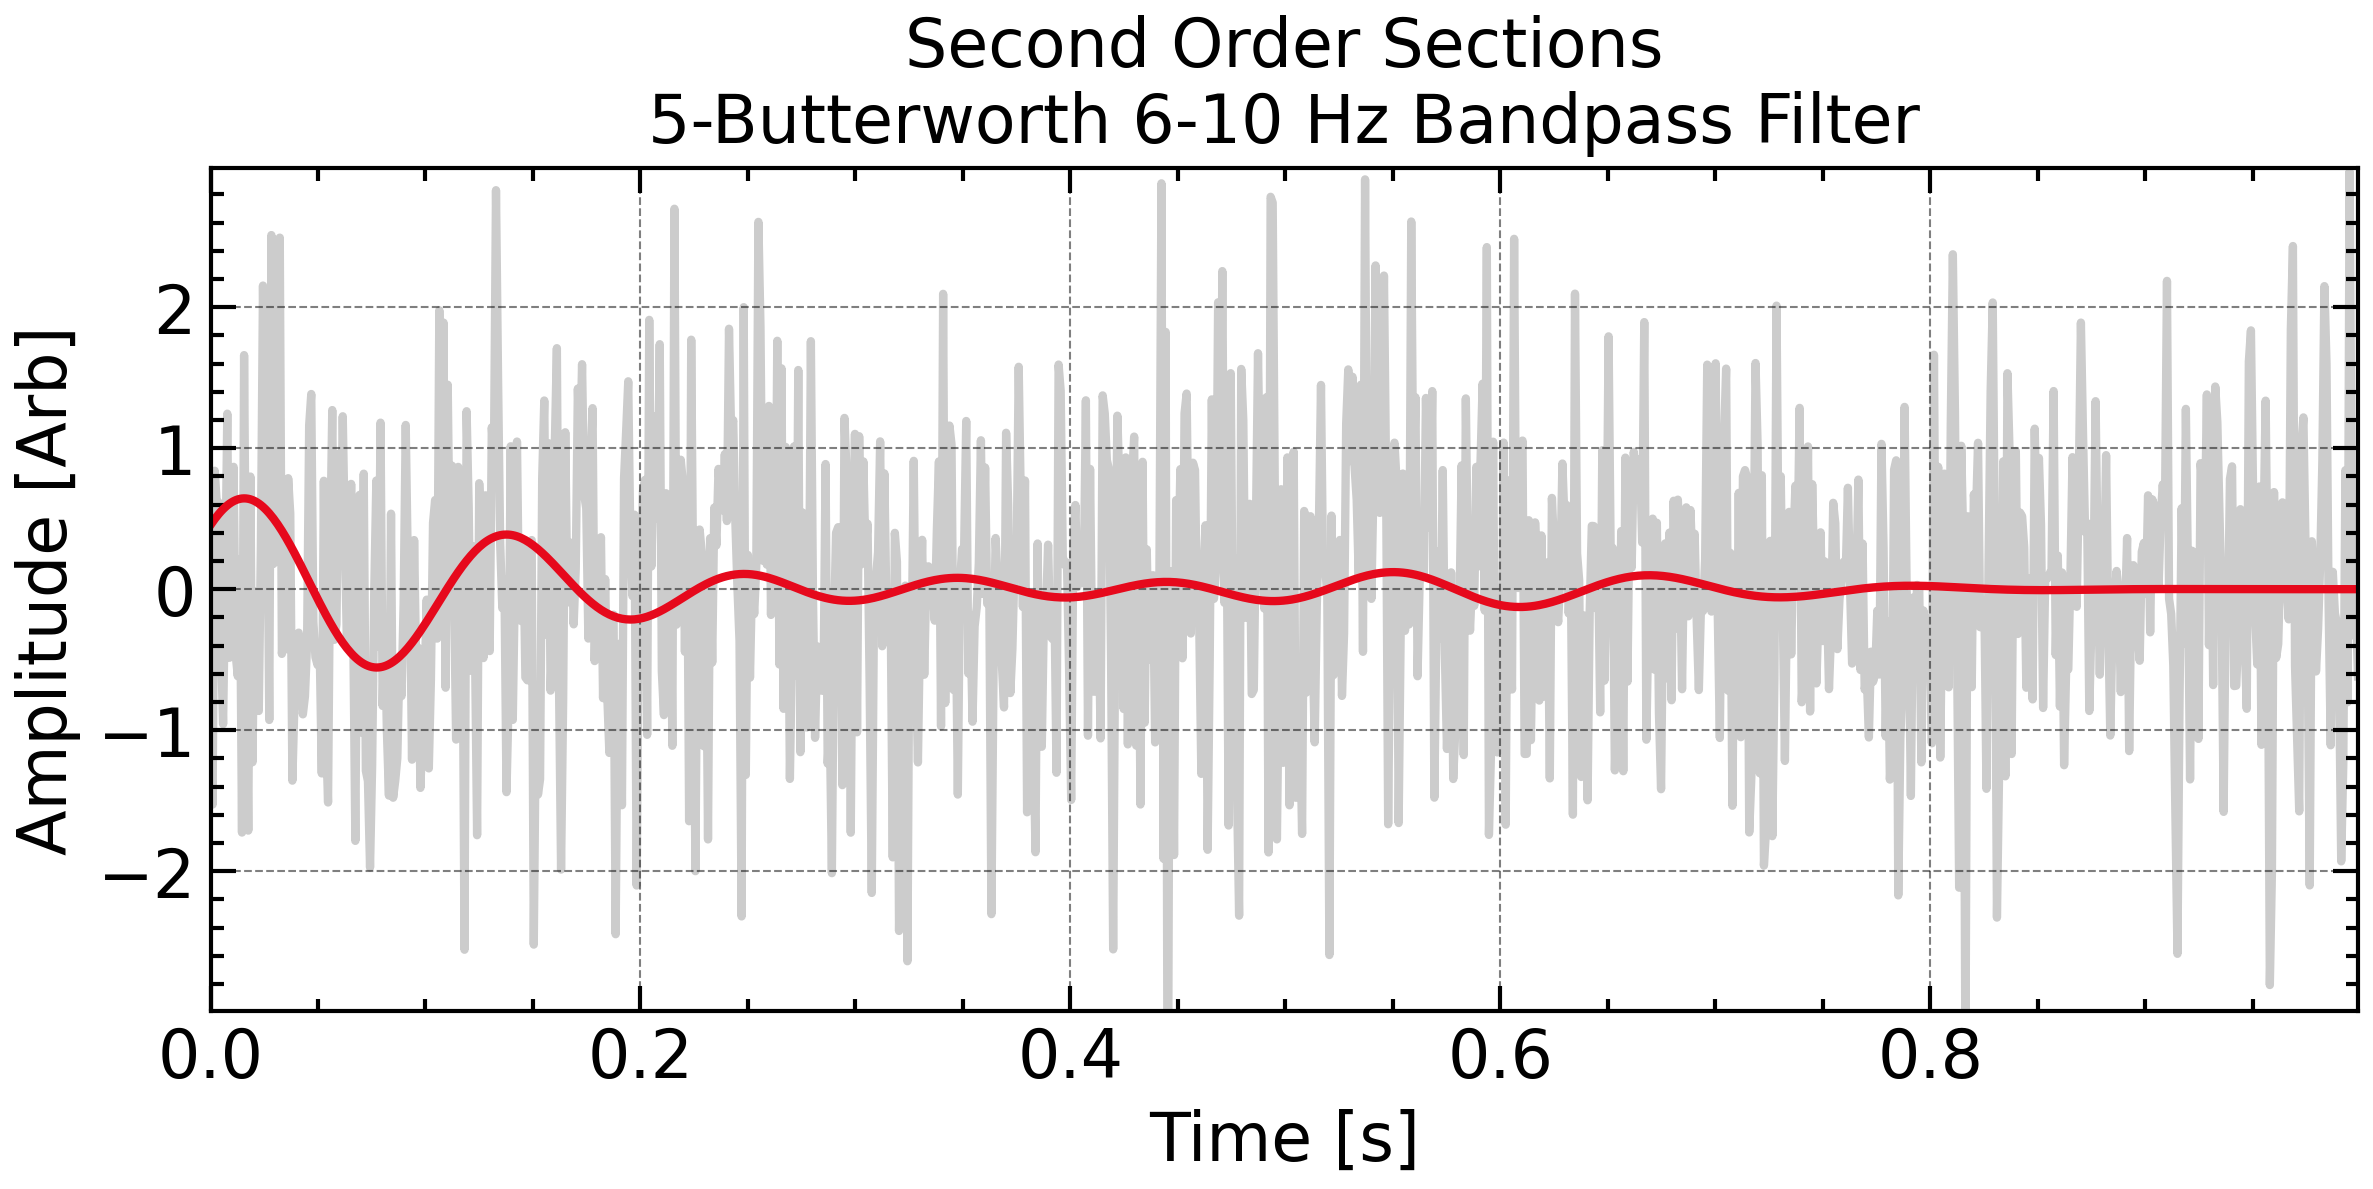 Second Order Sections
5-Butterworth 6-10 Hz Bandpass Filter
Amplitude [Arb]
2
1
0
−1
−2
0.0 0.2 0.4 0.6 0.8
Time [s]